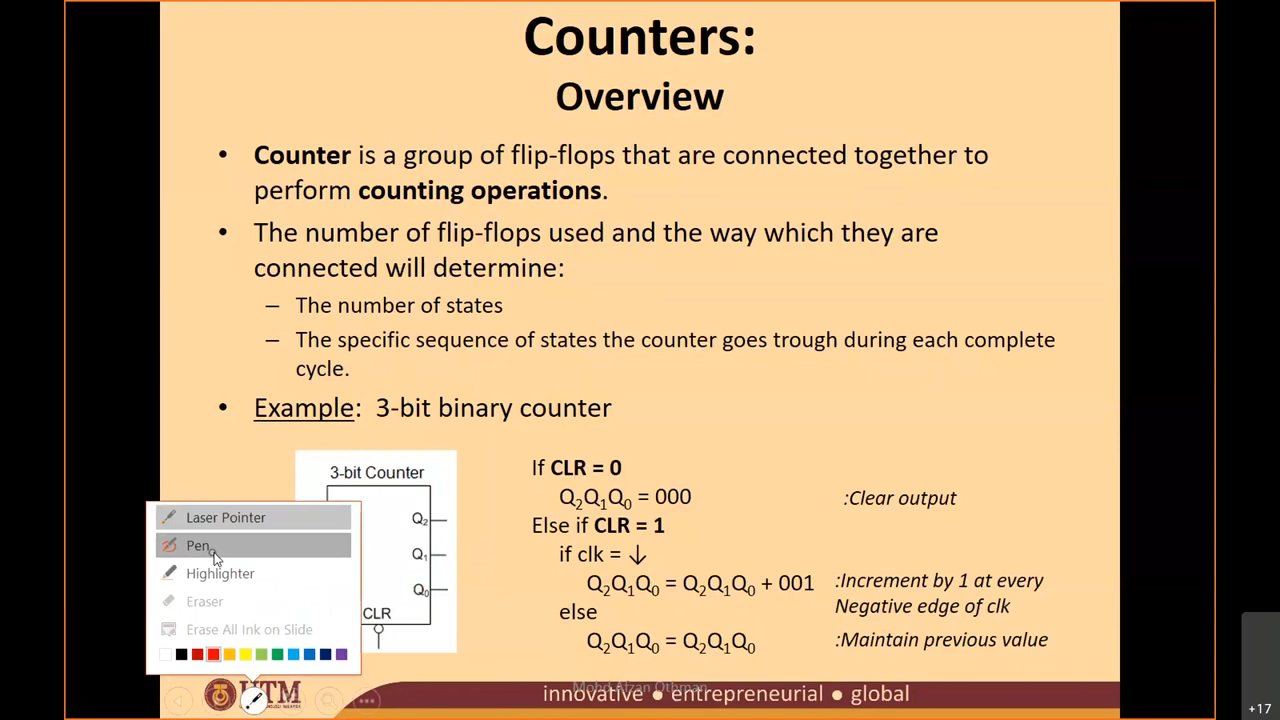 Counters:
Overview
• Counter is a group of flip-flops that are connected together to
perform counting operations.
• The number of flip-flops used and the way which they are
connected will determine:
– The number of states
– The specific sequence of states the counter goes trough during each complete
cycle.
• Example: 3-bit binary counter
3-bit Counter
Q2
Q1
Q0
CLR
If CLR = 0
Q2Q1Q0 = 000 :Clear output
Else if CLR = 1
if clk = ↓
Q2Q1Q0 = Q2Q1Q0 + 001 :Increment by 1 at every
Negative edge of clk
else
Q2Q1Q0 = Q2Q1Q0 :Maintain previous value
Laser Pointer
Pen
Highlighter
Eraser
Erase All Ink on Slide
UTM
Mohd Afzan Othman
innovative ● entrepreneurial ● global
+17